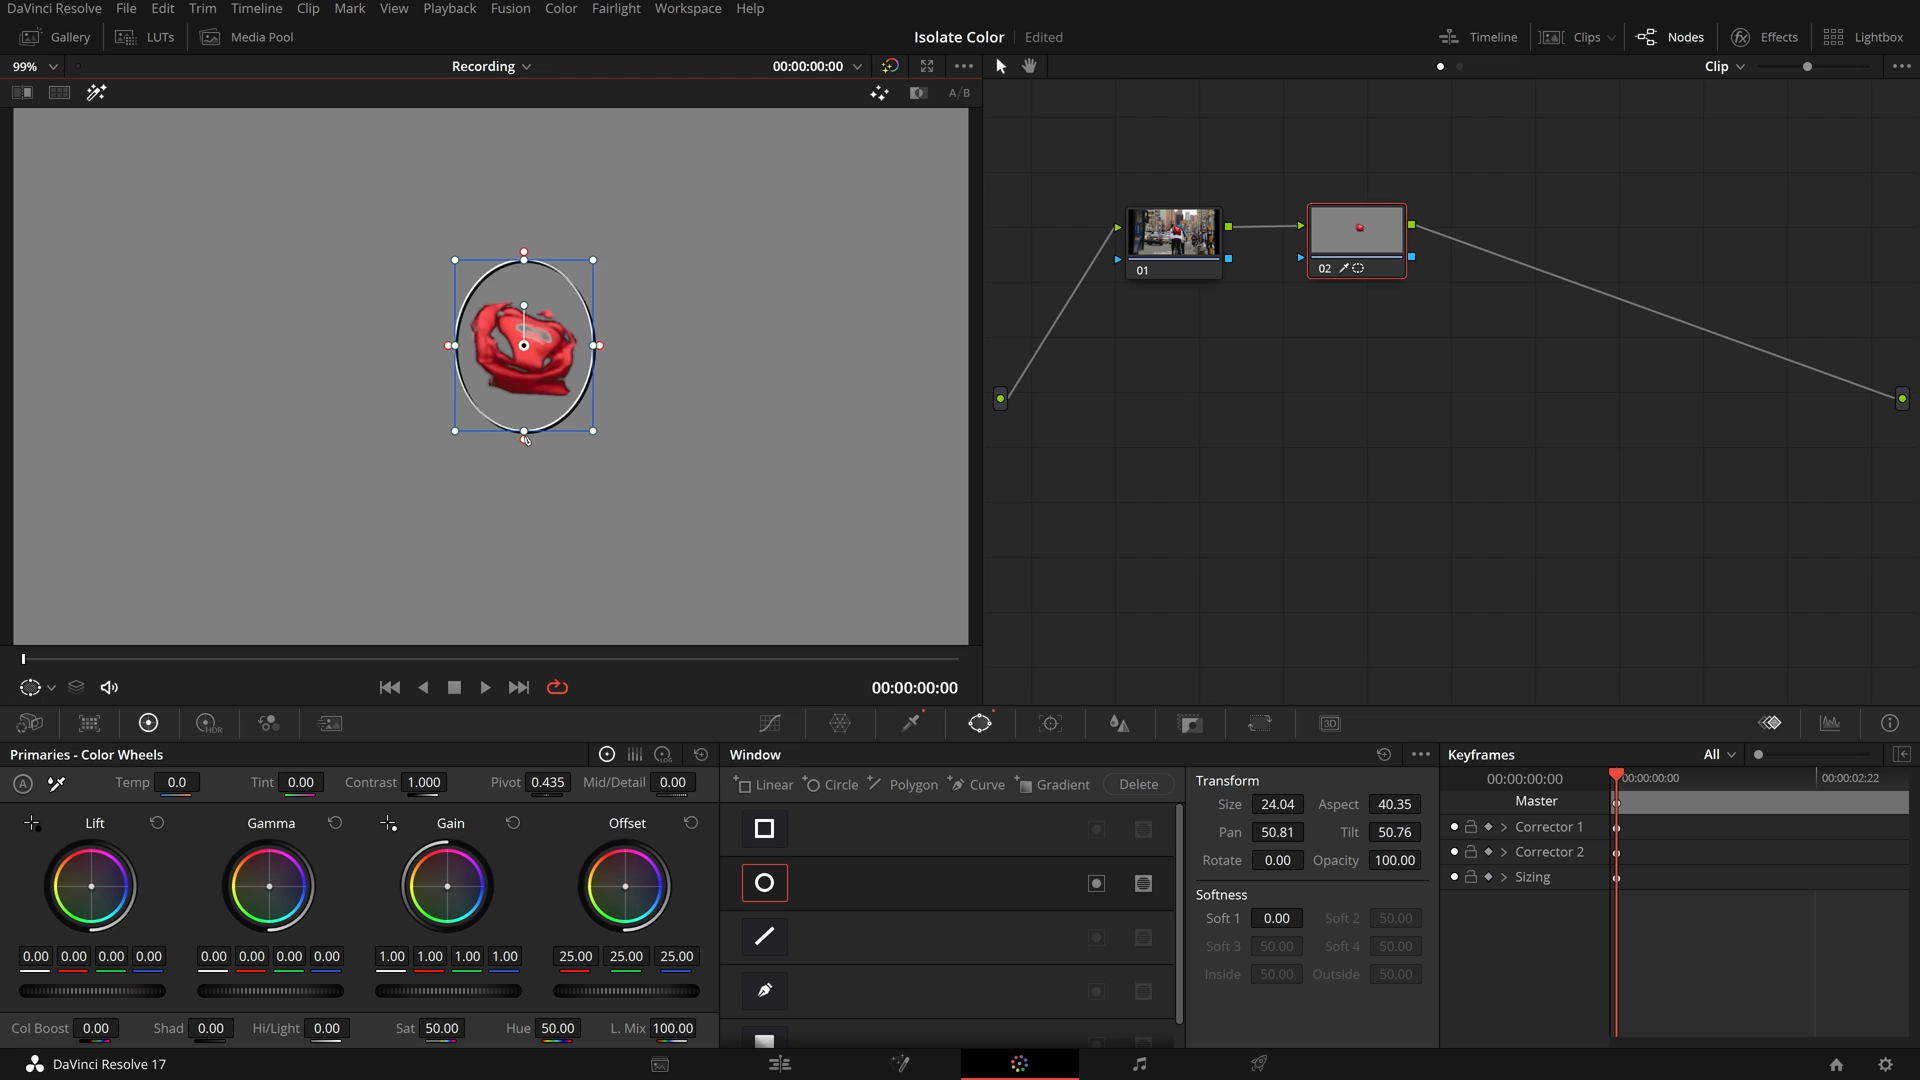 DaVinci Resolve File Edit Trim Timeline Clip Mark View Playback Fusion Color Fairlight Workspace Help
Gallery LUTs Media Pool Isolate Color Edited Timeline Clips Nodes Effects Lightbox
99% Recording 00:00:00:00 Clip
A/B
01
02
00:00:00:00
HDR 3D
Primaries - Color Wheels LOG
A Temp 0.0 Tint 0.00 Contrast 1.000 Pivot 0.435 Mid/Detail 0.00
Lift Gamma Gain Offset
0.00 0.00 0.00 0.00 0.00 0.00 0.00 0.00 1.00 1.00 1.00 1.00 25.00 25.00 25.00
Col Boost 0.00 Shad 0.00 Hi/Light 0.00 Sat 50.00 Hue 50.00 L. Mix 100.00
Window
Linear Circle Polygon Curve Gradient Delete
Transform
Size 24.04 Aspect 40.35
Pan 50.81 Tilt 50.76
Rotate 0.00 Opacity 100.00
Softness
Soft 1 0.00 Soft 2 50.00
Soft 3 50.00 Soft 4 50.00
Inside 50.00 Outside 50.00
Keyframes All
00:00:00:00 00:00:00:00 00:00:02:22
Master
Corrector 1
Corrector 2
Sizing
DaVinci Resolve 17